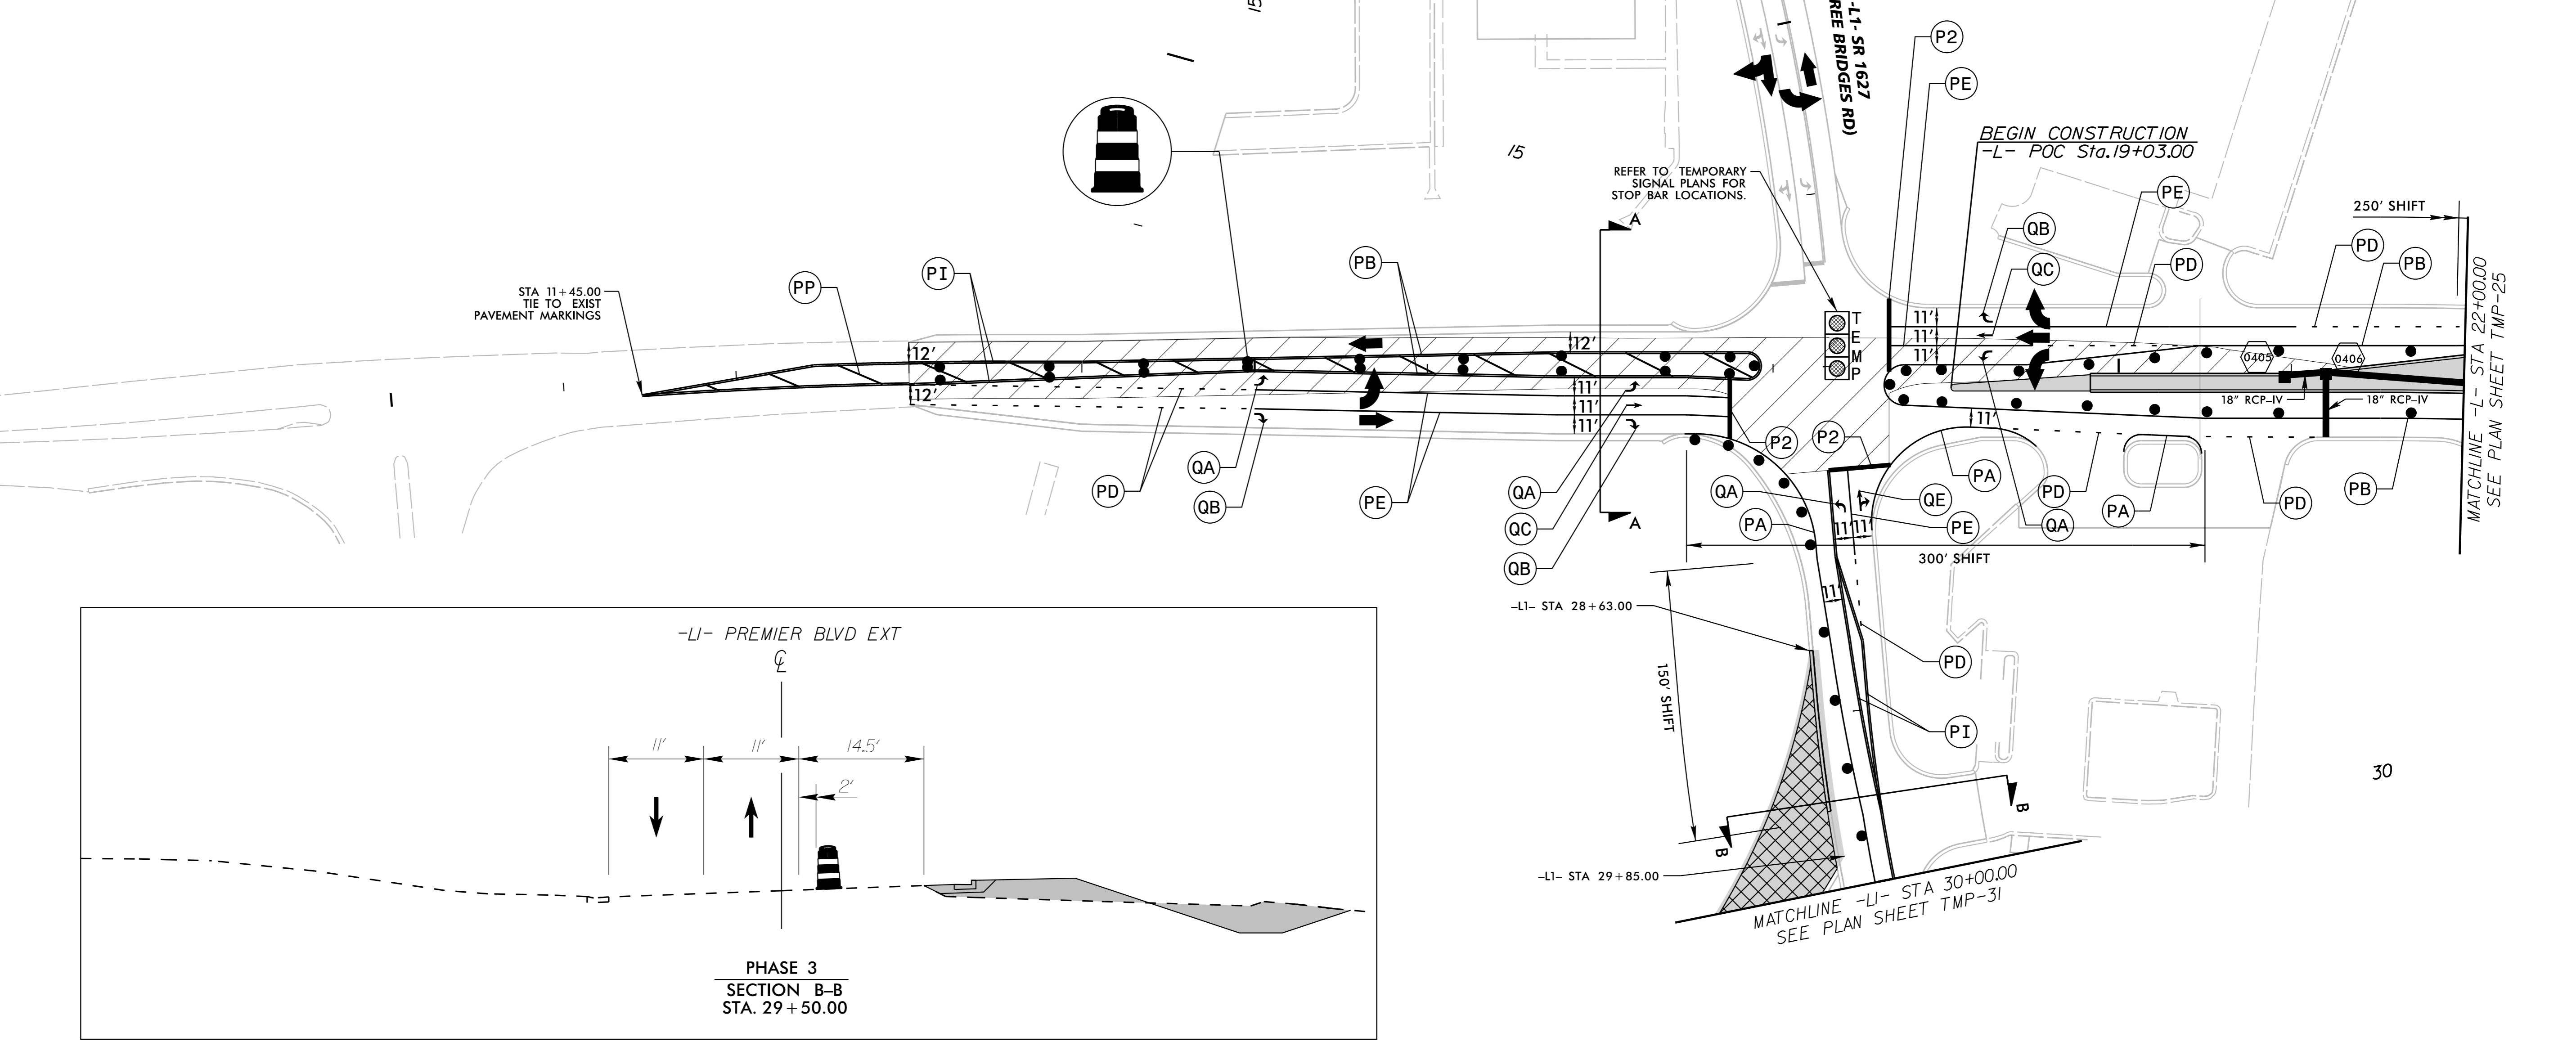 15
-L1- SR 1627
REE BRIDGES RD)
P2
PE
BEGIN CONSTRUCTION
-L- POC Sta.19+03.00
15
REFER TO TEMPORARY
SIGNAL PLANS FOR
STOP BAR LOCATIONS.
PE
250' SHIFT
A
QB
PD
PB
QC
PD
PB
PI
PP
STA 11+45.00
TIE TO EXIST
PAVEMENT MARKINGS
T
E
M
P
11'
11'
11'
12'
12'
12'
11'
11'
11'
0405
0406
18" RCP-IV
18" RCP-IV
MATCHLINE -L- STA 22+00.00
SEE PLAN SHEET TMP-25
11'
P2
P2
QA
QB
PD
PE
QA
QC
QB
A
QA
PA
QE
PE
PA
PD
QA
PA
PD
PB
11'
11'
300' SHIFT
11'
-L1- STA 28+63.00
150' SHIFT
PD
PI
B
B
30
-L1- STA 29+85.00
MATCHLINE -L1- STA 30+00.00
SEE PLAN SHEET TMP-31
-L1- PREMIER BLVD EXT
CL
11'
11'
14.5'
2'
PHASE 3
SECTION B-B
STA. 29+50.00